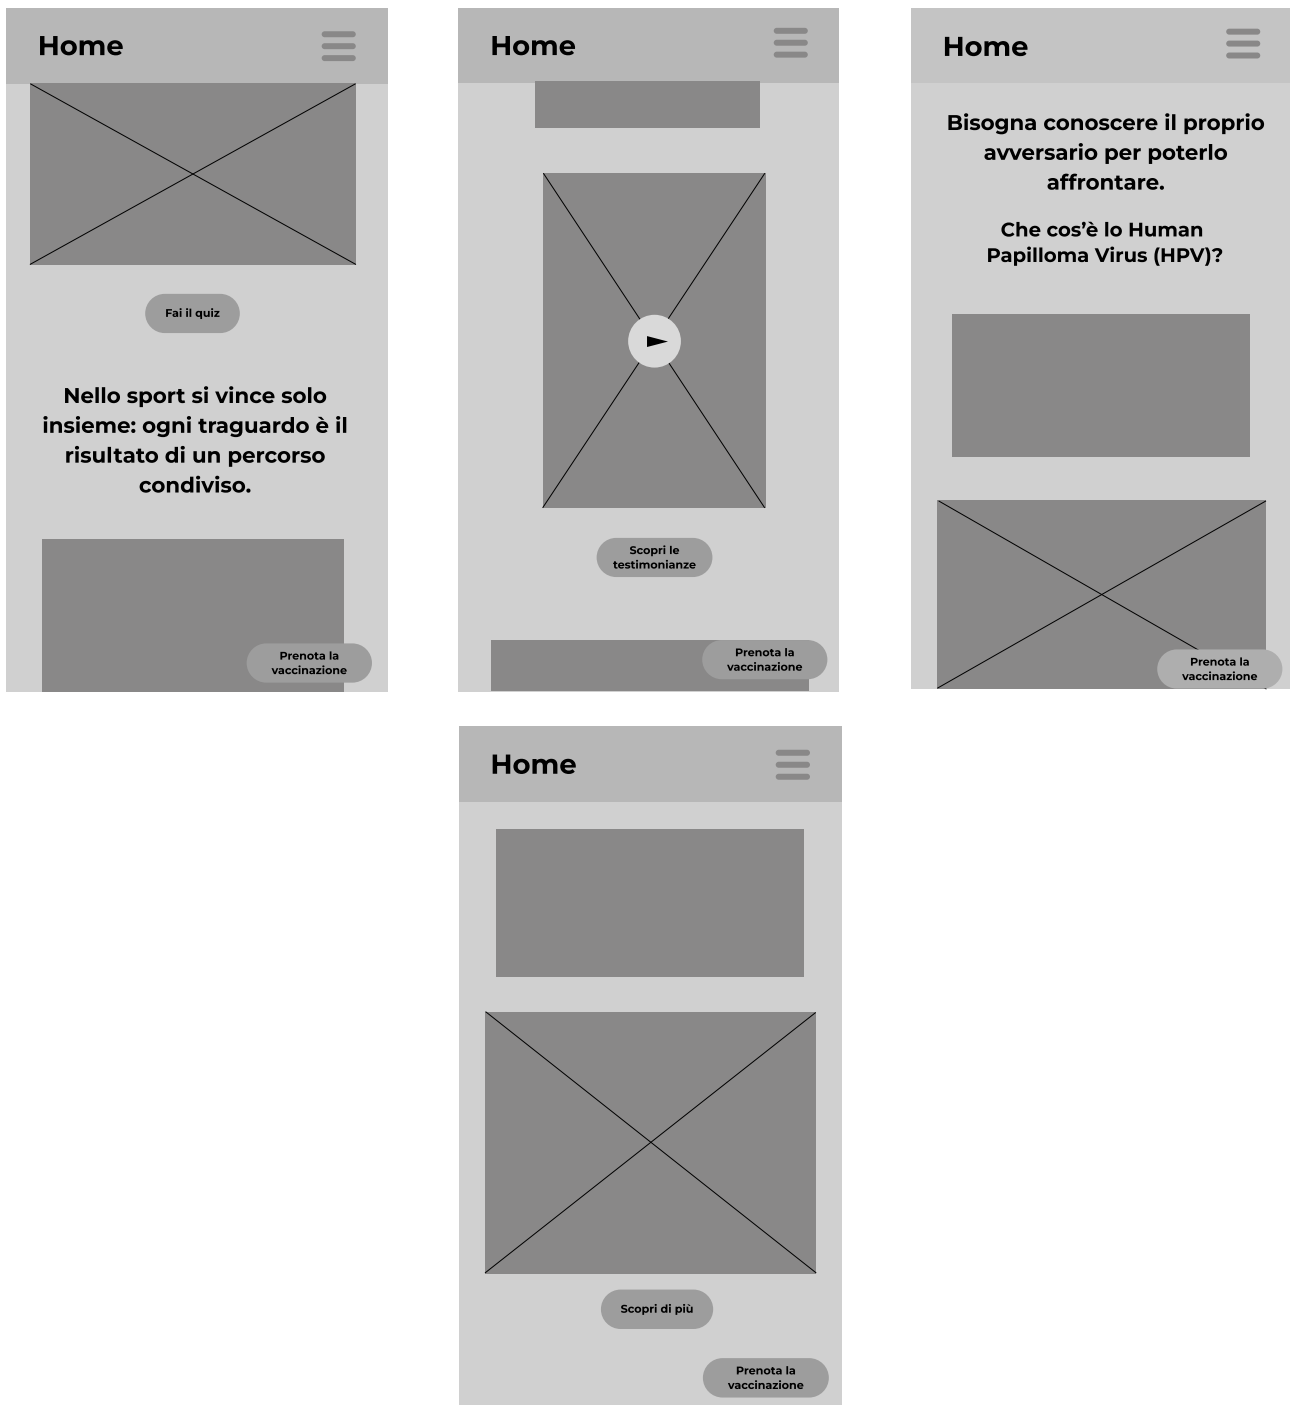 Home
Fai il quiz
Nello sport si vince solo
insieme: ogni traguardo è il
risultato di un percorso
condiviso.
Prenota la
vaccinazione
Home
Scopri le
testimonianze
Prenota la
vaccinazione
Home
Bisogna conoscere il proprio
avversario per poterlo
affrontare.
Che cos’è lo Human
Papilloma Virus (HPV)?
Prenota la
vaccinazione
Home
Scopri di più
Prenota la
vaccinazione